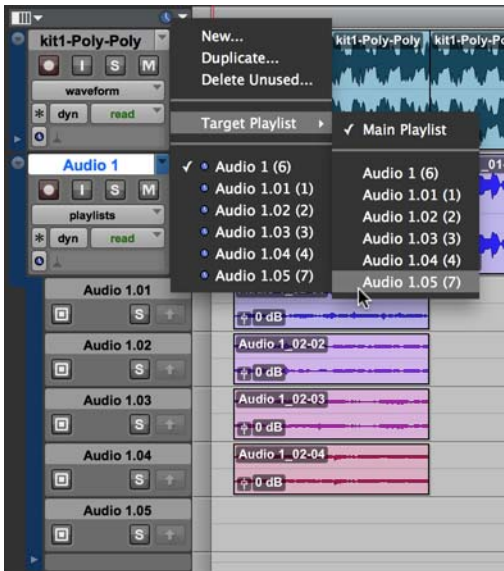 kit1-Poly-Poly
I S M
waveform
* dyn read
Audio 1
I S M
playlists
* dyn read
Audio 1.01
S
Audio 1.02
S
Audio 1.03
S
Audio 1.04
S
Audio 1.05
S
New...
Duplicate...
Delete Unused...
Target Playlist
✓ Audio 1 (6)
Audio 1.01 (1)
Audio 1.02 (2)
Audio 1.03 (3)
Audio 1.04 (4)
Audio 1.05 (7)
✓ Main Playlist
Audio 1 (6)
Audio 1.01 (1)
Audio 1.02 (2)
Audio 1.03 (3)
Audio 1.04 (4)
Audio 1.05 (7)
kit1-Poly-Poly
kit1-Poly-Po
_01-
0 dB
Audio 1_02-02
0 dB
Audio 1_02-03
0 dB
Audio 1_02-04
0 dB